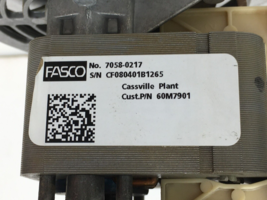 FASCO
No. 7058-0217
S/N CF080401B1265
Cassville Plant
Cust.P/N 60M7901